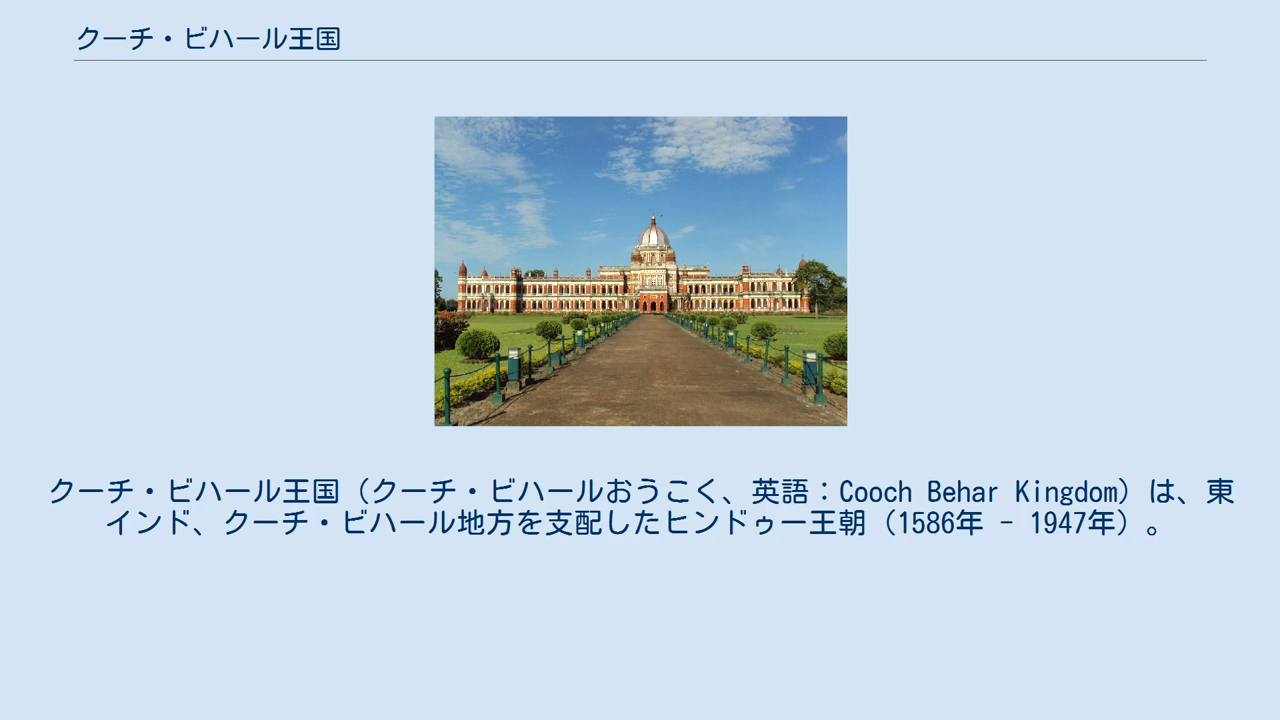 クーチ・ビハール王国
クーチ・ビハール王国（クーチ・ビハールおうこく、英語：Cooch Behar Kingdom）は、東
インド、クーチ・ビハール地方を支配したヒンドゥー王朝（1586年 - 1947年）。